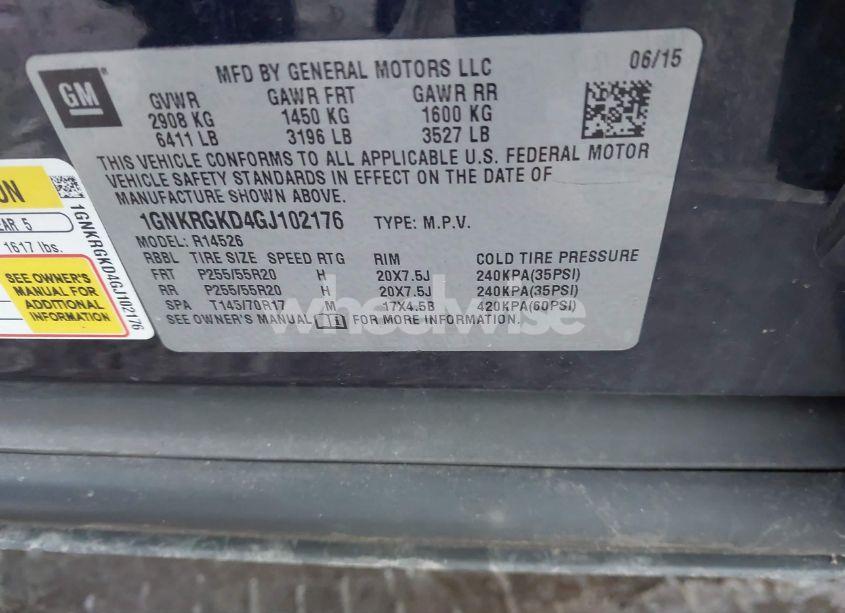 GM
MFD BY GENERAL MOTORS LLC
06/15
GVWR GAWR FRT GAWR RR
2908 KG 1450 KG 1600 KG
6411 LB 3196 LB 3527 LB
THIS VEHICLE CONFORMS TO ALL APPLICABLE U.S. FEDERAL MOTOR
VEHICLE SAFETY STANDARDS IN EFFECT ON THE DATE OF
MANUFACTURE SHOWN ABOVE.
1GNKRGKD4GJ102176 TYPE: M.P.V.
MODEL: R14526
RBBL TIRE SIZE SPEED RTG RIM COLD TIRE PRESSURE
FRT P255/55R20 H 20X7.5J 240KPA(35PSI)
RR P255/55R20 H 20X7.5J 240KPA(35PSI)
SPA T145/70R17 M 17X4.5B 420KPA(60PSI)
SEE OWNER'S MANUAL FOR MORE INFORMATION.
wheelwise
EAR 5
1617 lbs.
SEE OWNER'S
MANUAL FOR
ADDITIONAL
INFORMATION
1GNKRGKD4GJ102176